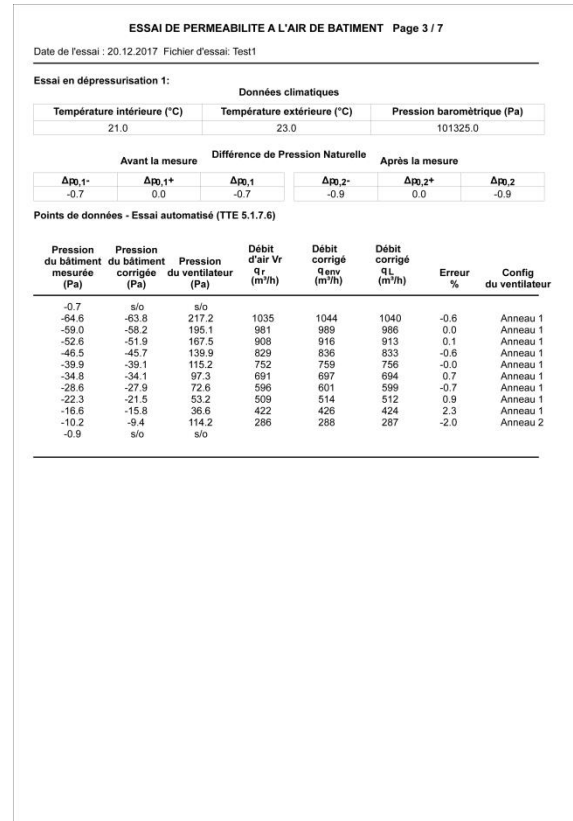 ESSAI DE PERMEABILITE A L'AIR DE BATIMENT Page 3 / 7
Date de l'essai : 20.12.2017 Fichier d'essai: Test1
Essai en dépressurisation 1:
Données climatiques
Température intérieure (°C) Température extérieure (°C) Pression baromètrique (Pa)
21.0 23.0 101325.0
Avant la mesure Différence de Pression Naturelle Après la mesure
Δp0,1- Δp0,1+ Δp0,1 Δp0,2- Δp0,2+ Δp0,2
-0.7 0.0 -0.7 -0.9 0.0 -0.9
Points de données - Essai automatisé (TTE 5.1.7.6)
Pression Pression Débit Débit Débit
du bâtiment du bâtiment Pression d'air Vr corrigé corrigé
mesurée corrigée du ventilateur qr qenv qL Erreur Config
(Pa) (Pa) (Pa) (m³/h) (m³/h) (m³/h) % du ventilateur
-0.7 s/o s/o
-64.6 -63.8 217.2 1035 1044 1040 -0.6 Anneau 1
-59.0 -58.2 195.1 981 989 986 0.0 Anneau 1
-52.6 -51.9 167.5 908 916 913 0.1 Anneau 1
-46.5 -45.7 139.9 829 836 833 -0.6 Anneau 1
-39.9 -39.1 115.2 752 759 756 -0.0 Anneau 1
-34.8 -34.1 97.3 691 697 694 0.7 Anneau 1
-28.6 -27.9 72.6 596 601 599 -0.7 Anneau 1
-22.3 -21.5 53.2 509 514 512 0.9 Anneau 1
-16.6 -15.8 36.6 422 426 424 2.3 Anneau 1
-10.2 -9.4 114.2 286 288 287 -2.0 Anneau 2
-0.9 s/o s/o